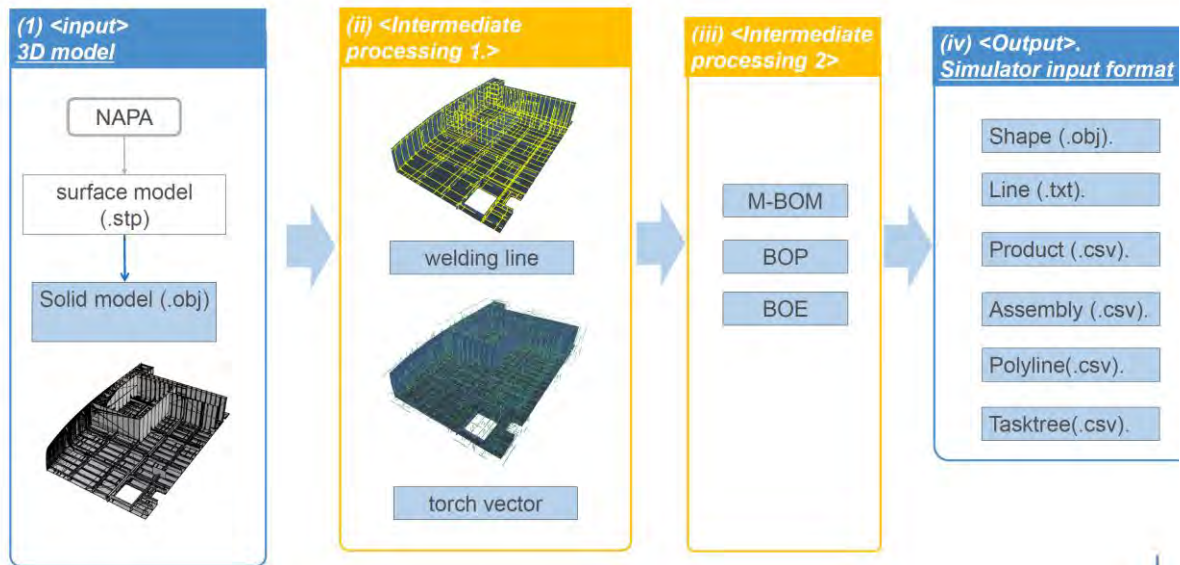 (1) <input>
3D model
NAPA
surface model
(.stp)
Solid model (.obj)
(ii) <Intermediate
processing 1.>
welding line
torch vector
(iii) <Intermediate
processing 2>
M-BOM
BOP
BOE
(iv) <Output>.
Simulator input format
Shape (.obj).
Line (.txt).
Product (.csv).
Assembly (.csv).
Polyline(.csv).
Tasktree(.csv).